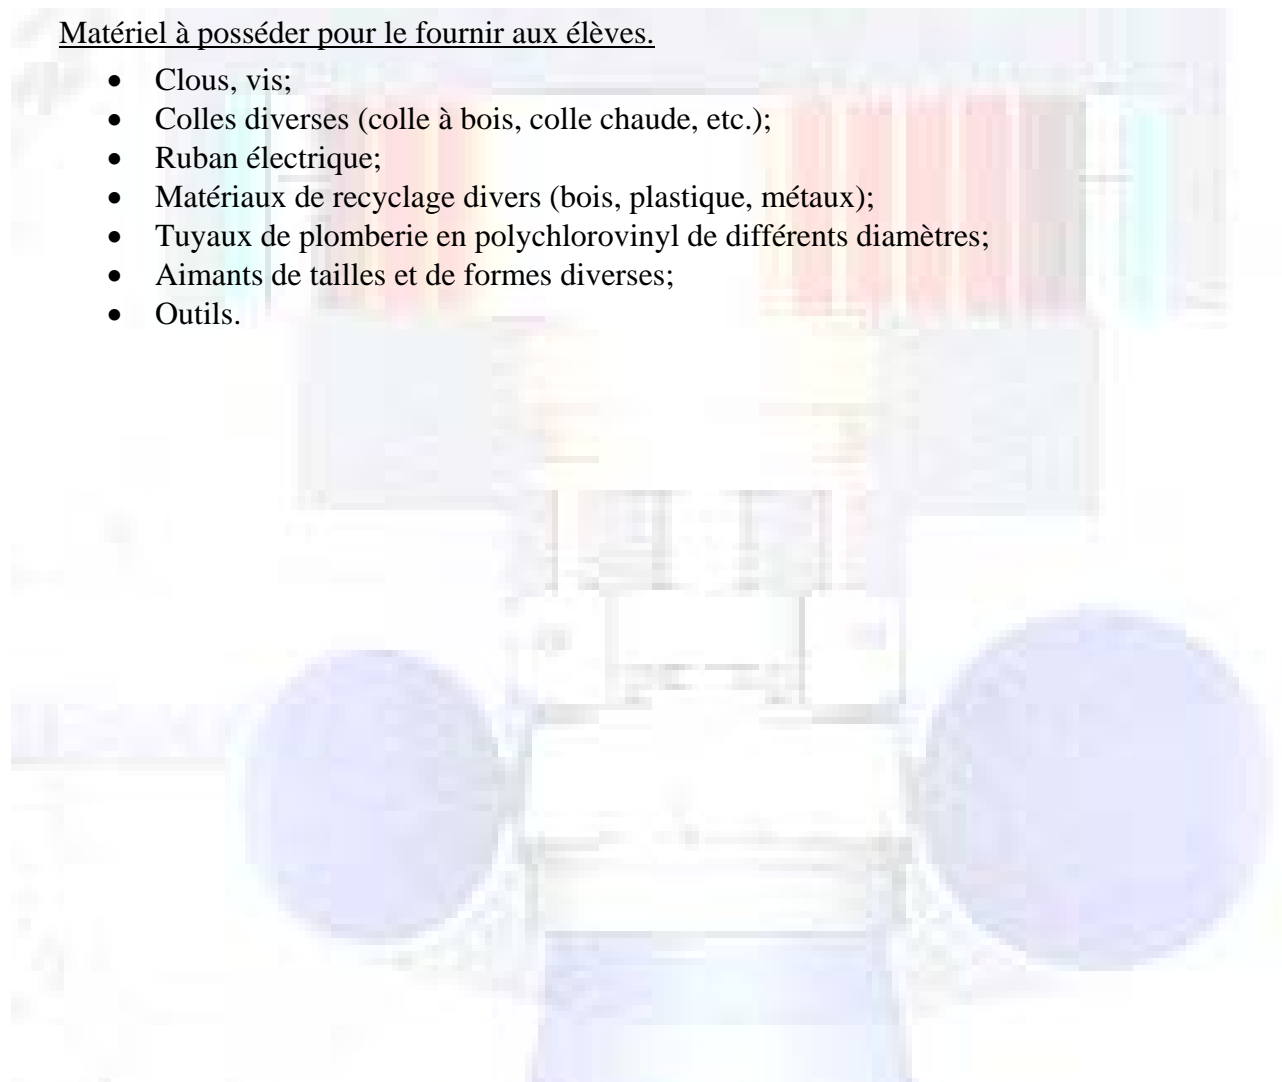 Matériel à posséder pour le fournir aux élèves.
• Clous, vis;
• Colles diverses (colle à bois, colle chaude, etc.);
• Ruban électrique;
• Matériaux de recyclage divers (bois, plastique, métaux);
• Tuyaux de plomberie en polychlorovinyl de différents diamètres;
• Aimants de tailles et de formes diverses;
• Outils.